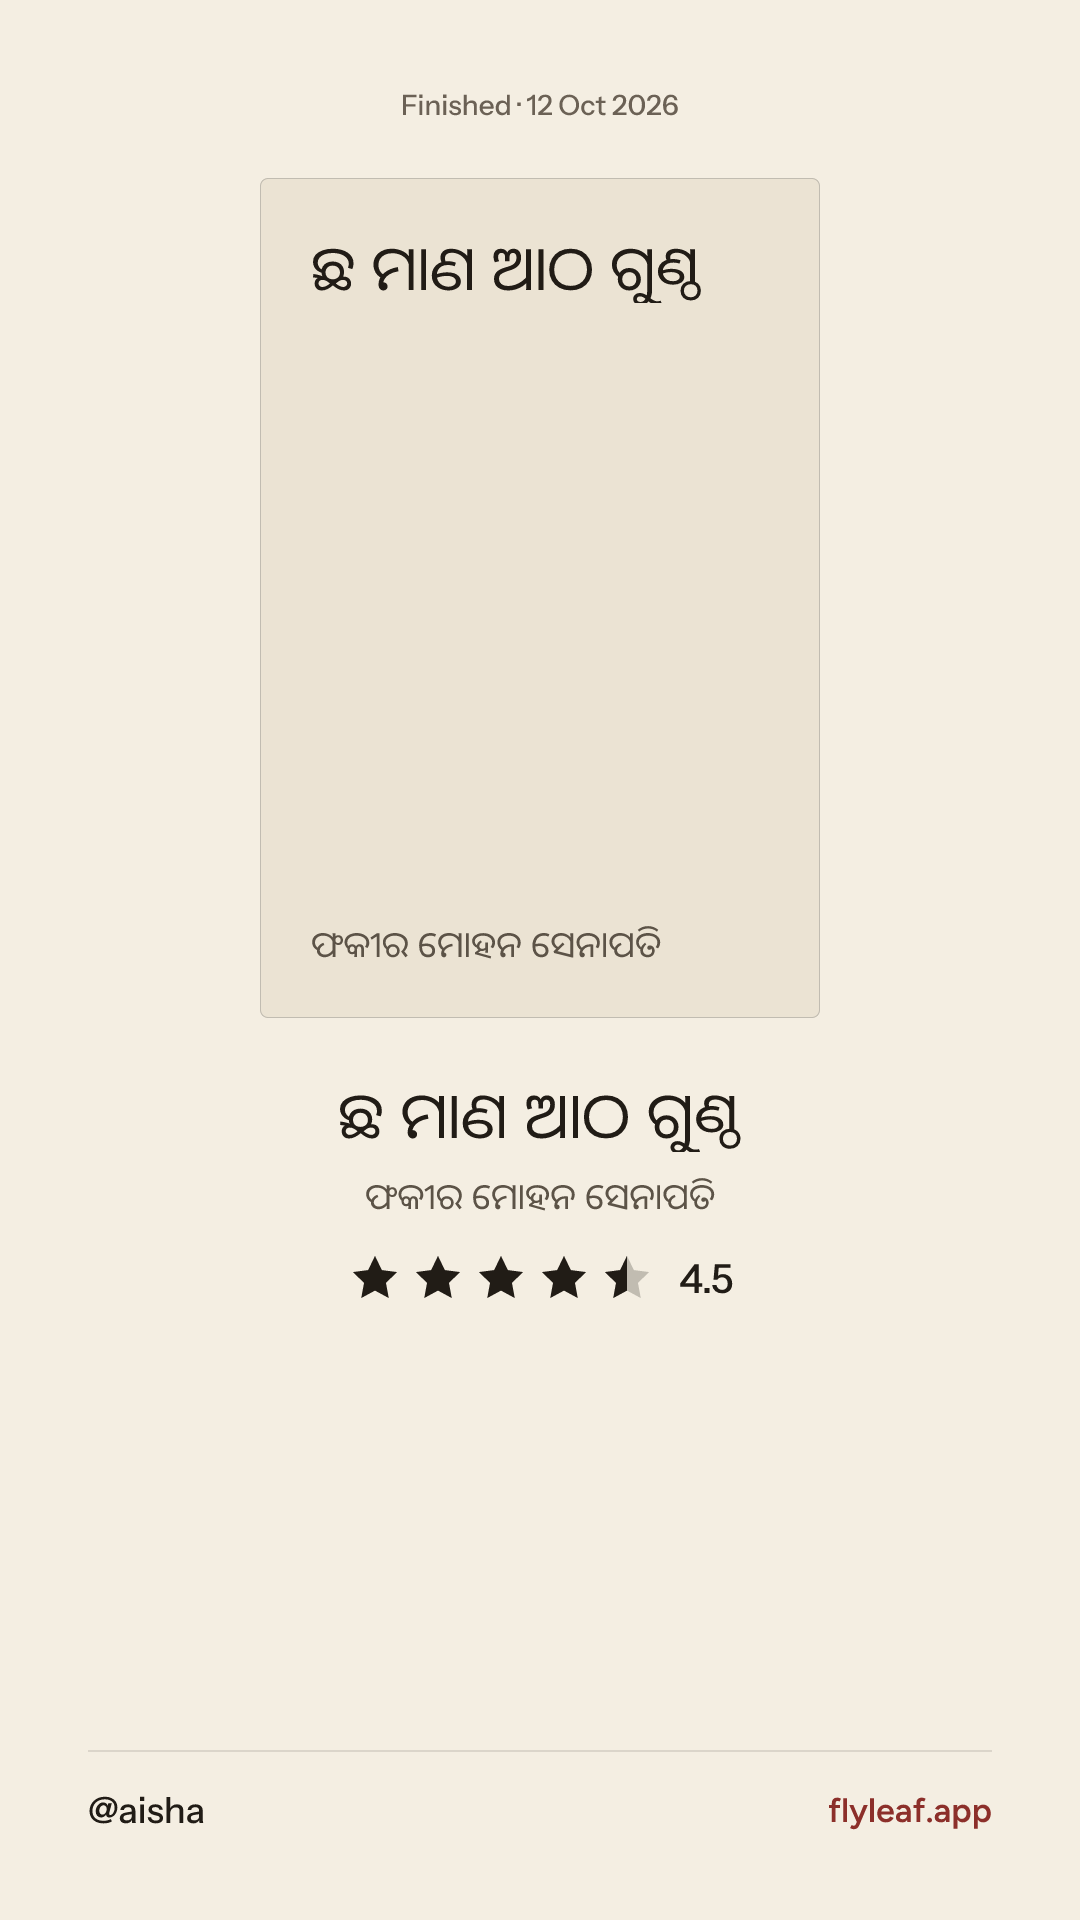 Finished · 12 Oct 2026
ଛ ମାଣ ଆଠ ଗୁଣ୍ଠ
ଫକୀର ମୋହନ ସେନାପତି
ଛ ମାଣ ଆଠ ଗୁଣ୍ଠ
ଫକୀର ମୋହନ ସେନାପତି
4.5
@aisha
flyleaf.app